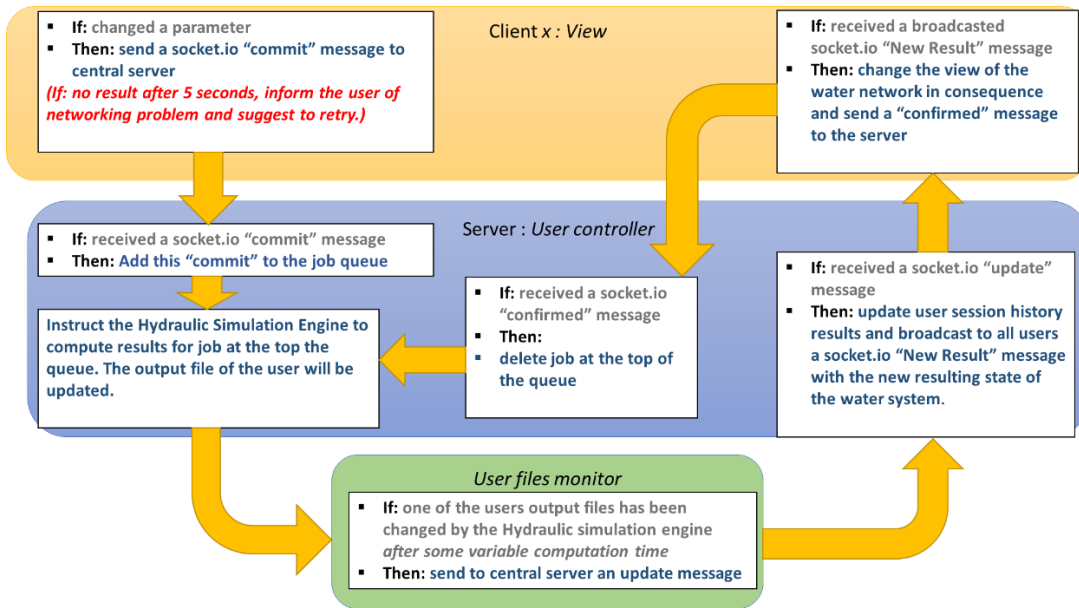 Client x : View
▪ If: changed a parameter
▪ Then: send a socket.io “commit” message to
central server
(If: no result after 5 seconds, inform the user of
networking problem and suggest to retry.)
▪ If: received a broadcasted
socket.io “New Result” message
▪ Then: change the view of the
water network in consequence
and send a “confirmed” message
to the server
Server : User controller
▪ If: received a socket.io “commit” message
▪ Then: Add this “commit” to the job queue
Instruct the Hydraulic Simulation Engine to
compute results for job at the top the
queue. The output file of the user will be
updated.
▪ If: received a socket.io
“confirmed” message
▪ Then:
▪ delete job at the top of
the queue
▪ If: received a socket.io “update”
message
▪ Then: update user session history
results and broadcast to all users
a socket.io “New Result” message
with the new resulting state of
the water system.
User files monitor
▪ If: one of the users output files has been
changed by the Hydraulic simulation engine
after some variable computation time
▪ Then: send to central server an update message